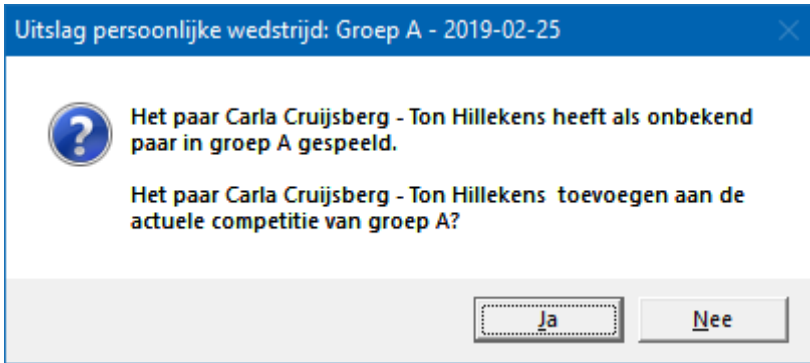 Uitslag persoonlijke wedstrijd: Groep A - 2019-02-25
Het paar Carla Cruijsberg - Ton Hillekens heeft als onbekend
paar in groep A gespeeld.
Het paar Carla Cruijsberg - Ton Hillekens  toevoegen aan de
actuele competitie van groep A?
Ja
Nee